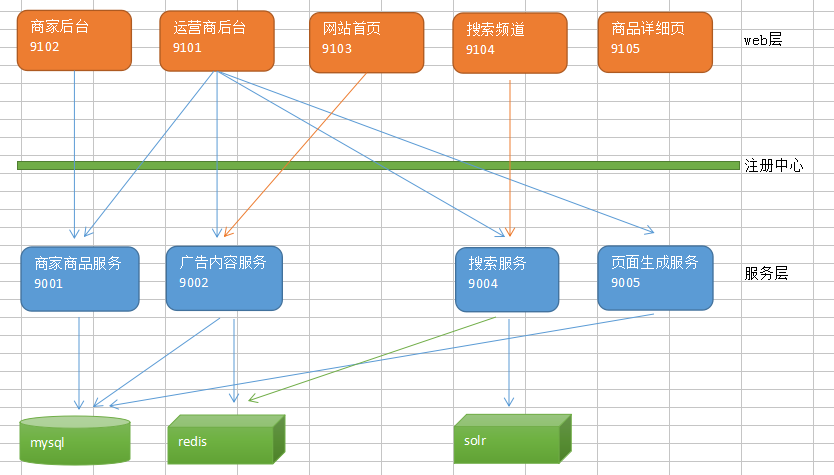 商家后台
9102
运营商后台
9101
网站首页
9103
搜索频道
9104
商品详细页
9105
web层
注册中心
商家商品服务
9001
广告内容服务
9002
搜索服务
9004
页面生成服务
9005
服务层
mysql
redis
solr